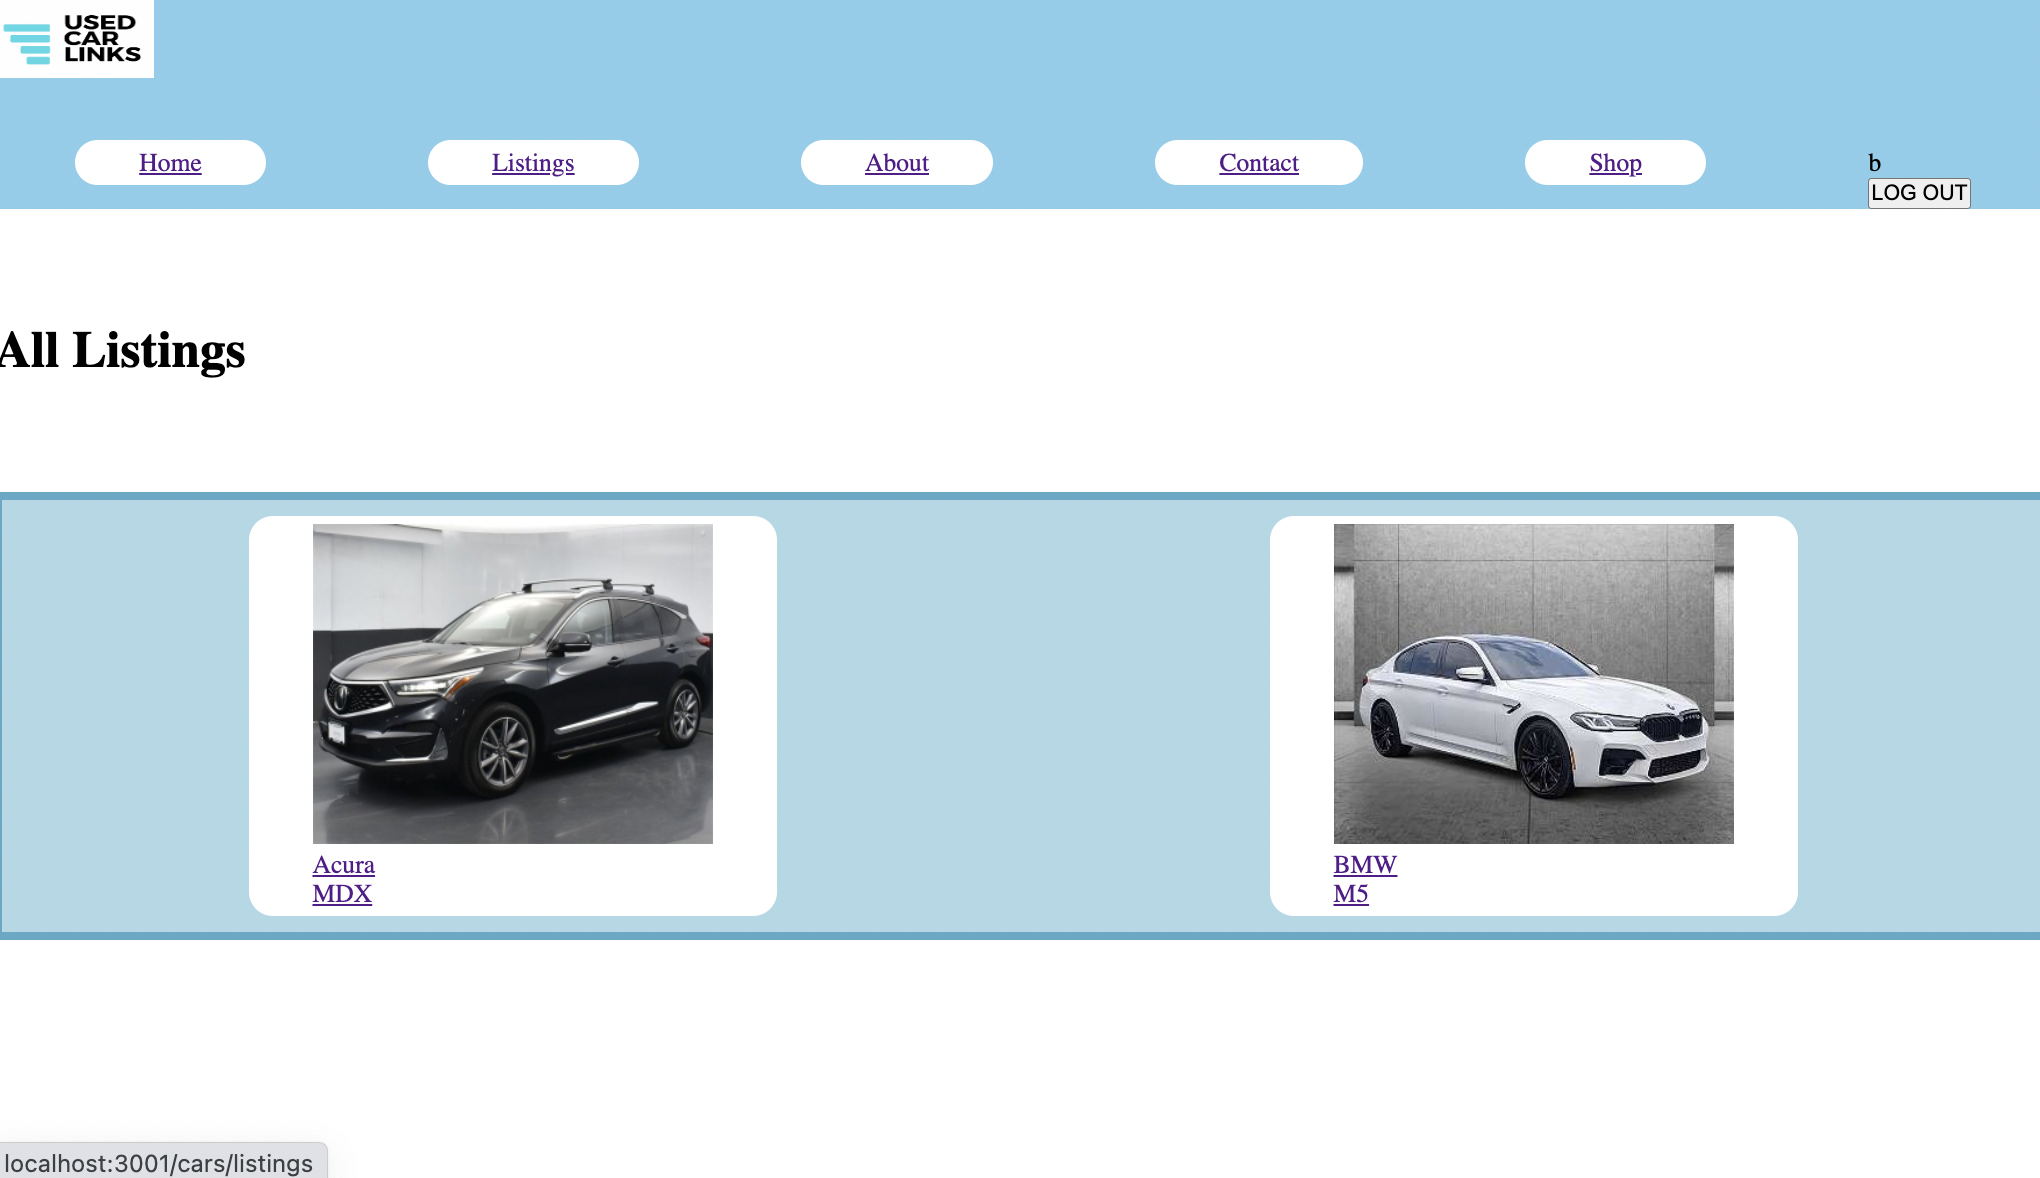 USED
CAR
LINKS
Home
Listings
About
Contact
Shop
b
LOG OUT
All Listings
Acura
MDX
BMW
M5
localhost:3001/cars/listings